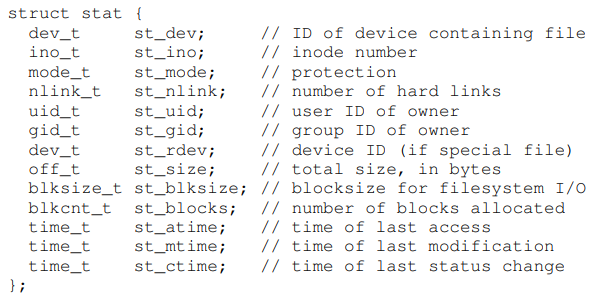 struct stat {
  dev_t     st_dev;     // ID of device containing file
  ino_t     st_ino;     // inode number
  mode_t    st_mode;    // protection
  nlink_t   st_nlink;   // number of hard links
  uid_t     st_uid;     // user ID of owner
  gid_t     st_gid;     // group ID of owner
  dev_t     st_rdev;    // device ID (if special file)
  off_t     st_size;    // total size, in bytes
  blksize_t st_blksize; // blocksize for filesystem I/O
  blkcnt_t  st_blocks;  // number of blocks allocated
  time_t    st_atime;   // time of last access
  time_t    st_mtime;   // time of last modification
  time_t    st_ctime;   // time of last status change
};